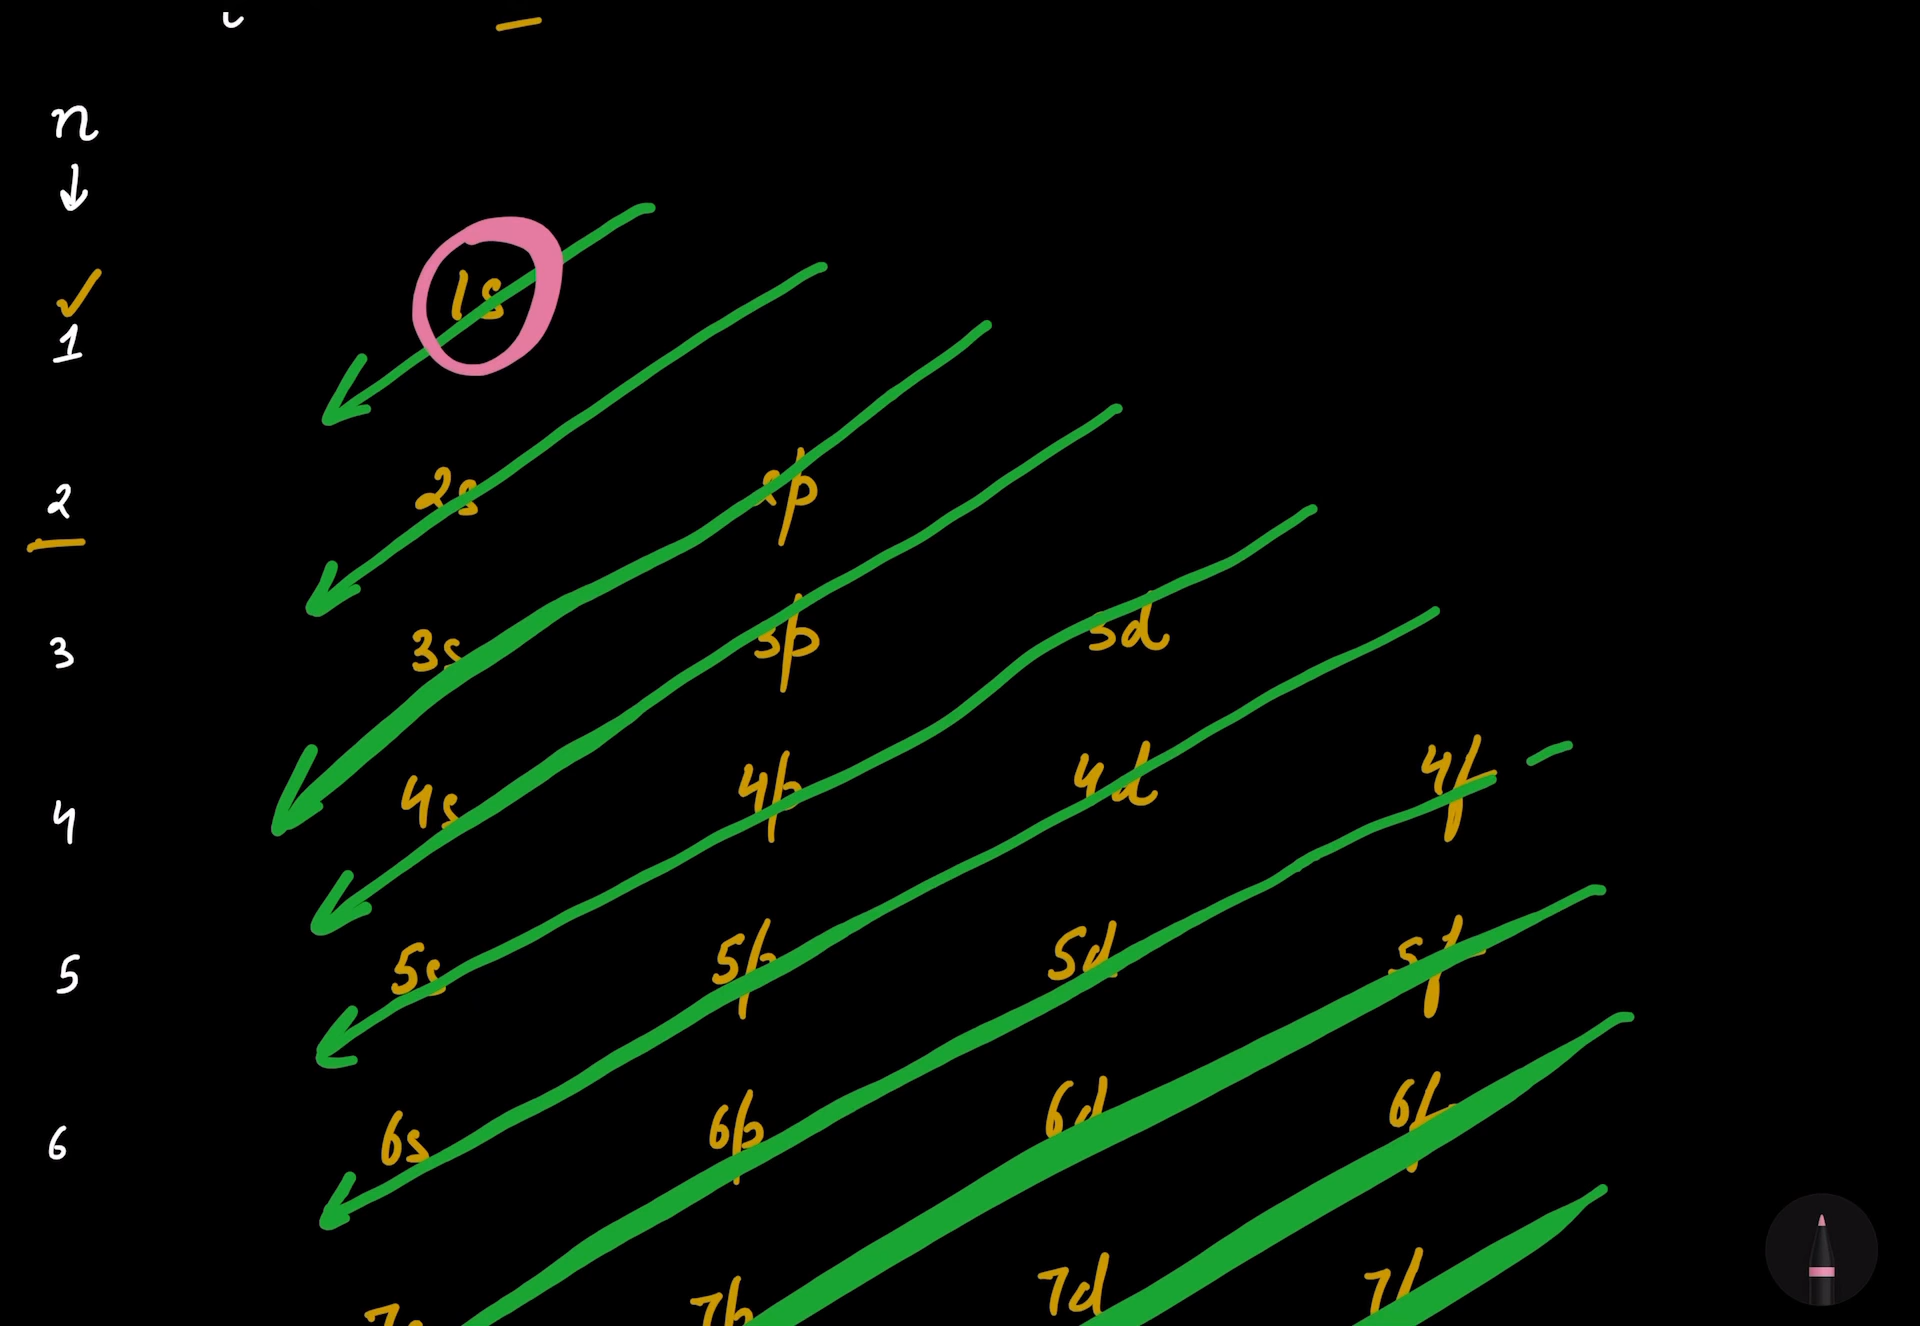 n
↓
1s
1
2 2s 2p
3 3s 3p 3d
4 4s 4p 4d 4f
5 5s 5p 5d 5f
6 6s 6p 6d 6f
7s 7p 7d 7f